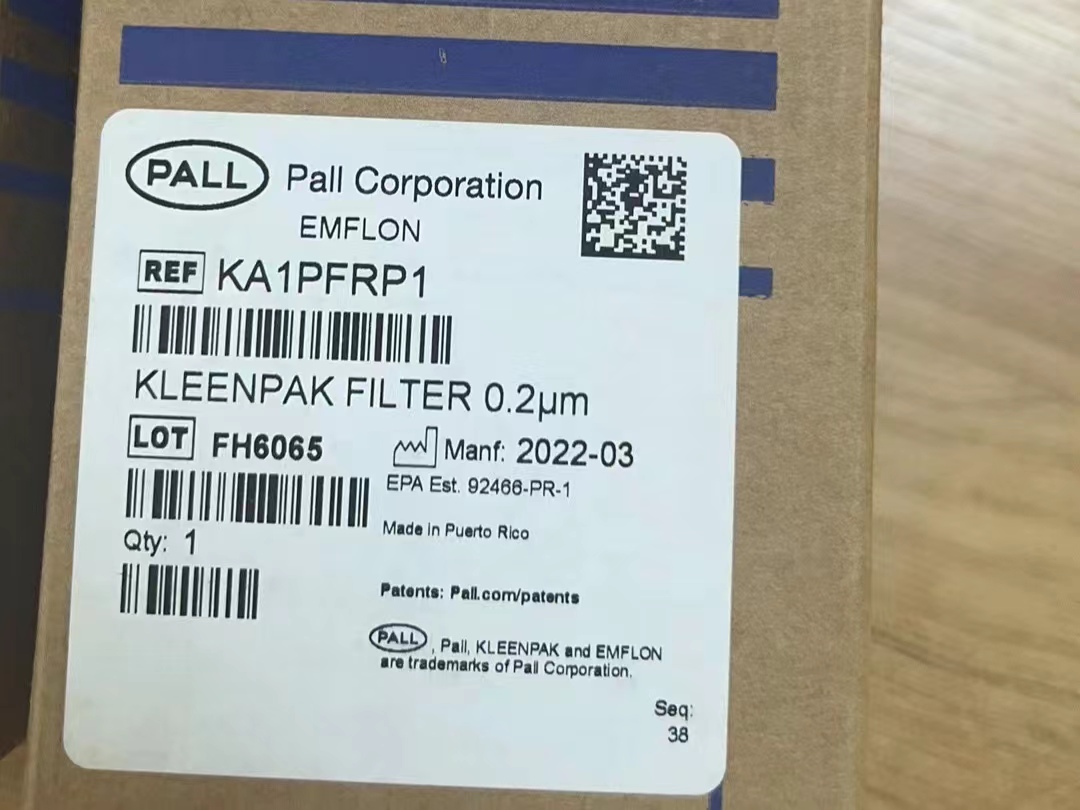 PALL Pall Corporation
EMFLON
REF KA1PFRP1
KLEENPAK FILTER 0.2µm
LOT FH6065 Manf: 2022-03
EPA Est. 92466-PR-1
Made in Puerto Rico
Qty: 1
Patents: Pall.com/patents
PALL, Pall, KLEENPAK and EMFLON
are trademarks of Pall Corporation.
Seq:
38